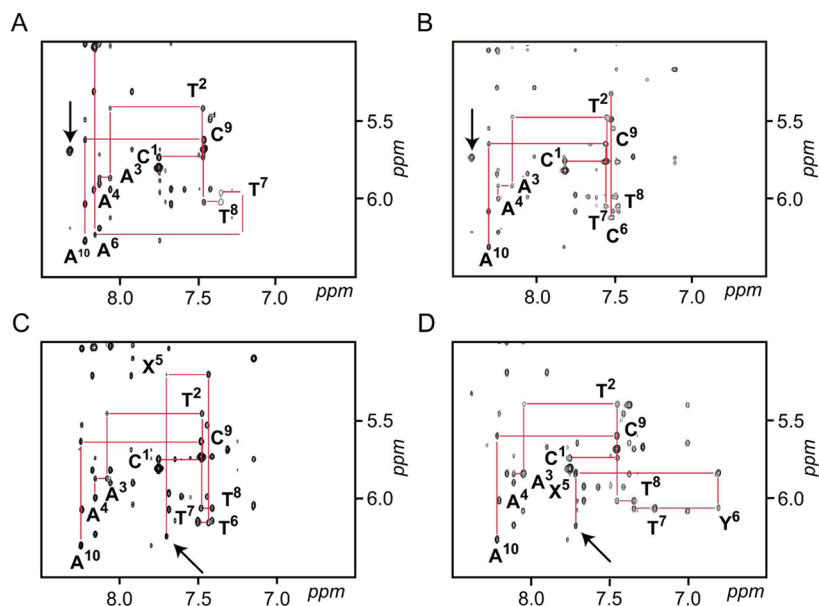 A
T²
C⁹
C¹
A³
A⁴
T⁷
T⁸
A⁶
A¹⁰
5.5
6.0
ppm
8.0
7.5
7.0
ppm
B
T²
C⁹
C¹
A³
A⁴
T⁷
T⁸
C⁶
A¹⁰
5.5
6.0
ppm
8.0
7.5
7.0
ppm
C
X⁵
T²
C⁹
C¹
A³
A⁴
T⁷
T⁸
T⁶
A¹⁰
5.5
6.0
ppm
8.0
7.5
7.0
ppm
D
T²
C⁹
C¹
A³
A⁴
X⁵
T⁸
T⁷
Y⁶
A¹⁰
5.5
6.0
ppm
8.0
7.5
7.0
ppm